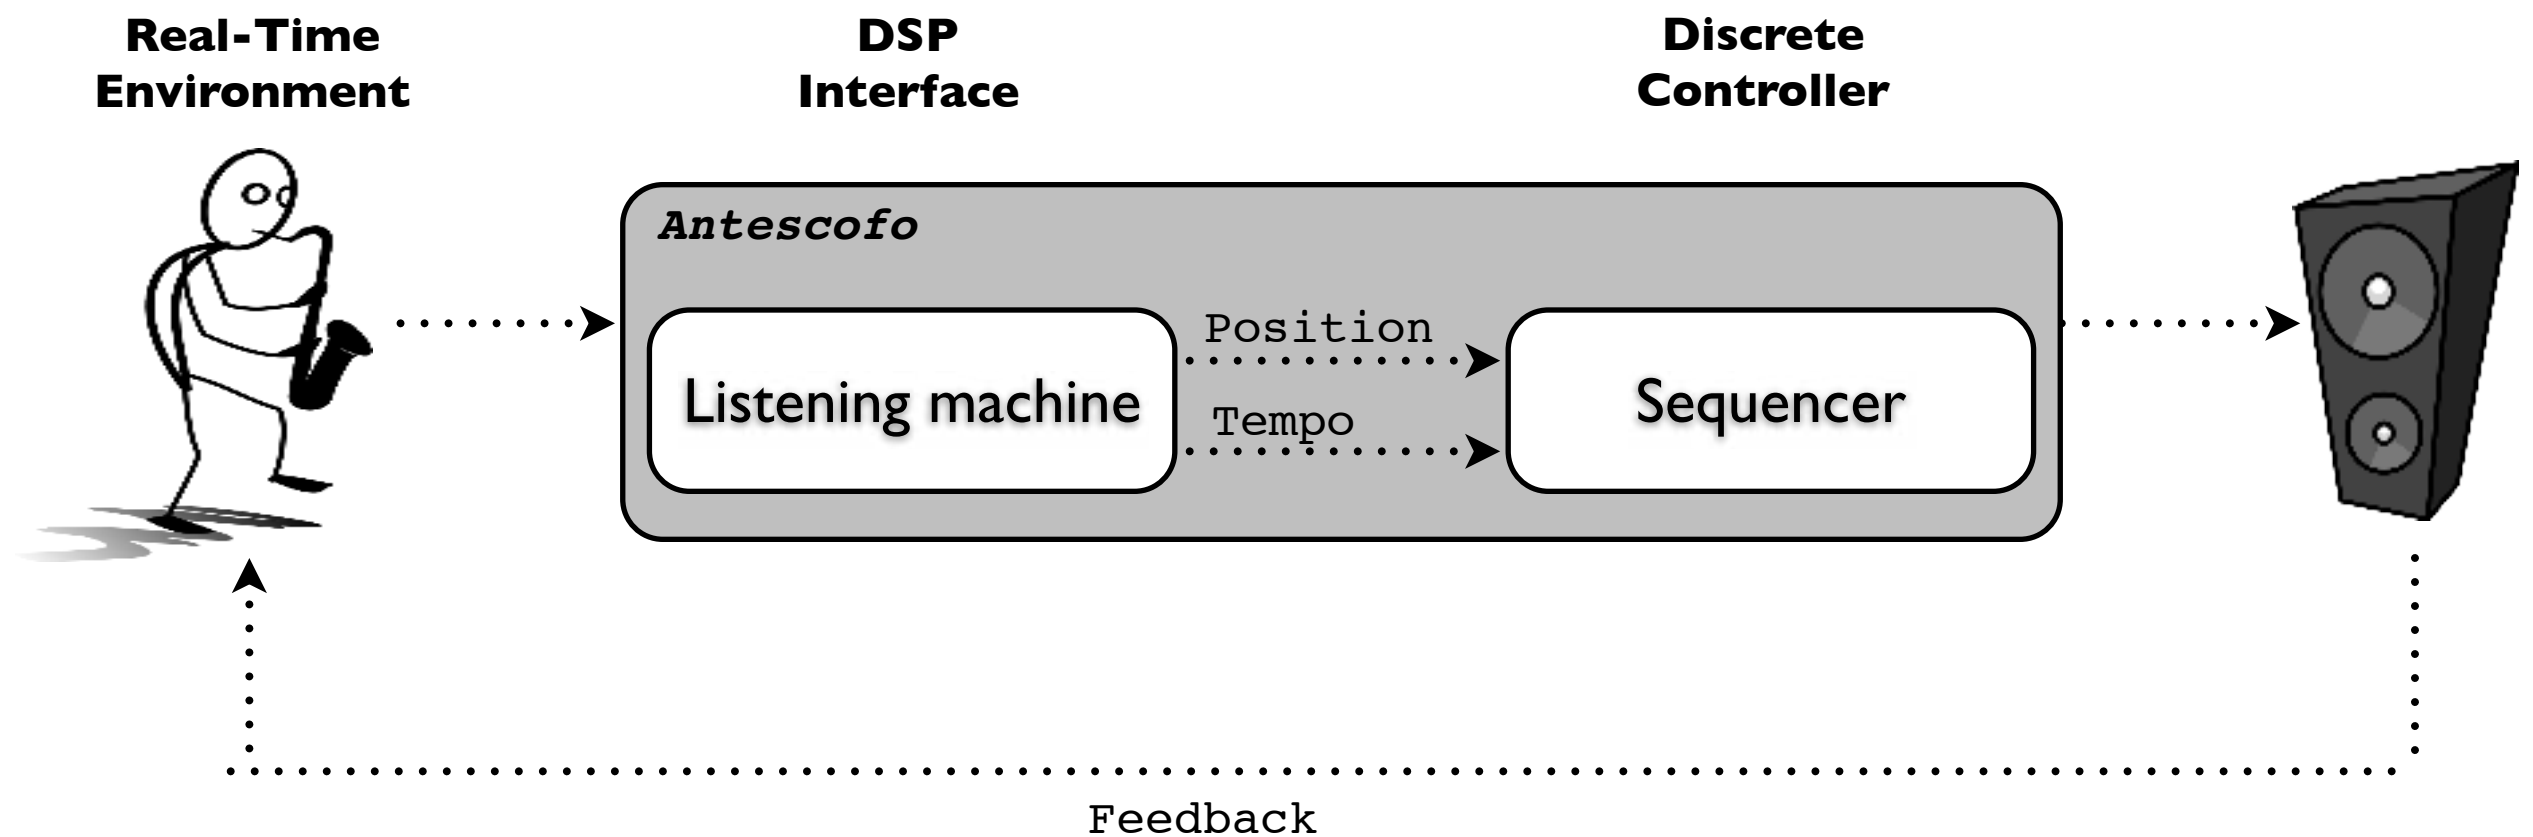 Real-Time
Environment
DSP
Interface
Discrete
Controller
Antescofo
Listening machine
Position
Tempo
Sequencer
Feedback